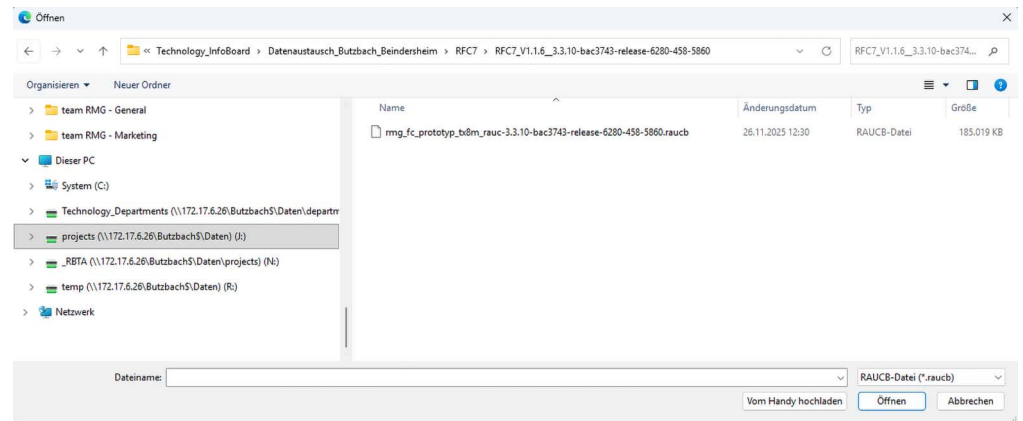 Öffnen
« Technology_InfoBoard > Datenaustausch_Butzbach_Beindersheim > RFC7 > RFC7_V1.1.6__3.3.10-bac3743-release-6280-458-5860
RFC7_V1.1.6__3.3.10-bac374...
Organisieren Neuer Ordner
Name Änderungsdatum Typ Größe
team RMG - General
rmg_fc_prototyp_tx8m_rauc-3.3.10-bac3743-release-6280-458-5860.raucb 26.11.2025 12:30 RAUCB-Datei 185.019 KB
team RMG - Marketing
Dieser PC
System (C:)
Technology_Departments (\\172.17.6.26\Butzbach$\Daten\departm
projects (\\172.17.6.26\Butzbach$\Daten) (J:)
_RBTA (\\172.17.6.26\Butzbach$\Daten\projects) (N:)
temp (\\172.17.6.26\Butzbach$\Daten) (R:)
Netzwerk
Dateiname: RAUCB-Datei (*.raucb)
Vom Handy hochladen Öffnen Abbrechen